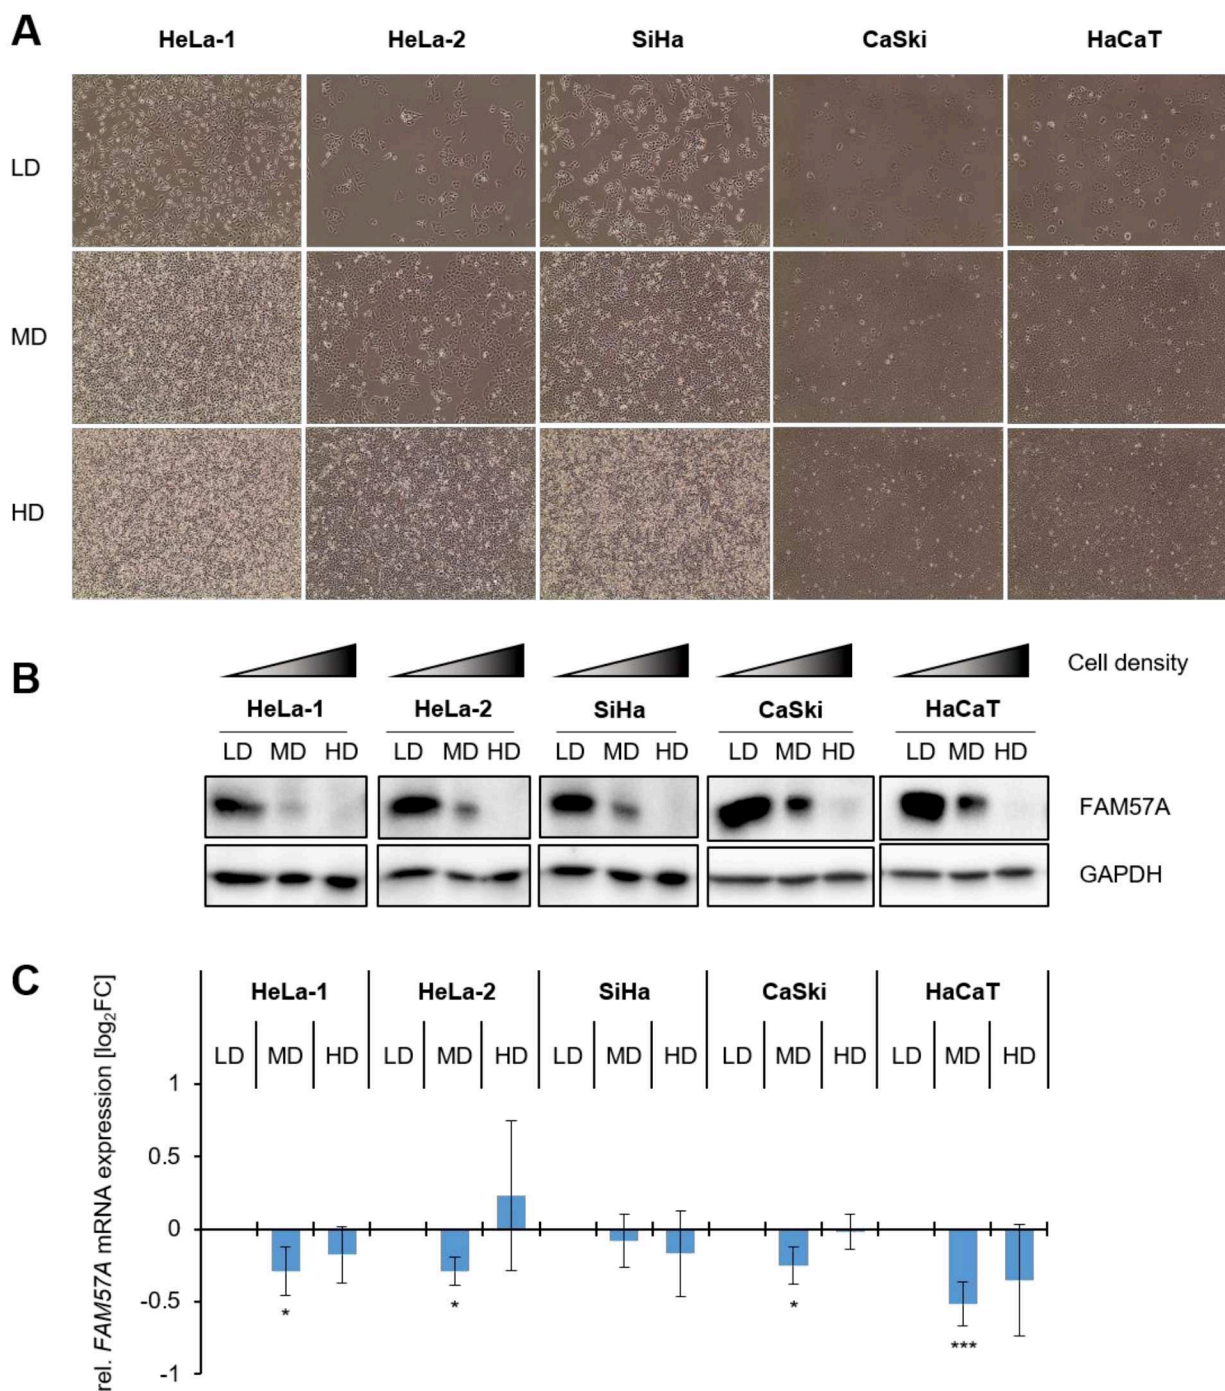 A
HeLa-1 HeLa-2 SiHa CaSki HaCaT
LD
MD
HD
B
Cell density
HeLa-1 HeLa-2 SiHa CaSki HaCaT
LD MD HD LD MD HD LD MD HD LD MD HD LD MD HD
FAM57A
GAPDH
C
rel. FAM57A mRNA expression [log₂FC]
HeLa-1 HeLa-2 SiHa CaSki HaCaT
LD MD HD LD MD HD LD MD HD LD MD HD LD MD HD
1
0.5
0
-0.5
* * * ***
-1